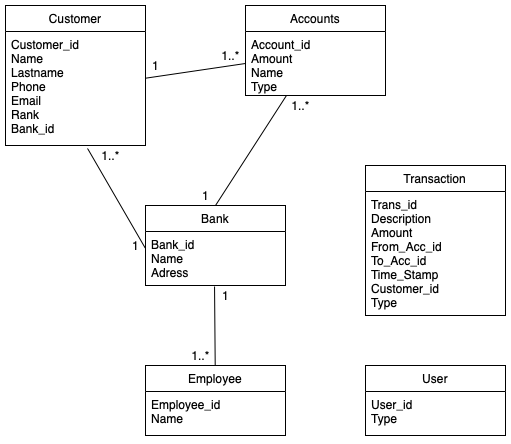 Customer
Customer_id
Name
Lastname
Phone
Email
Rank
Bank_id
1
1..*
Accounts
Account_id
Amount
Name
Type
1..*
1..*
1
1
Bank
Bank_id
Name
Adress
1
1..*
Employee
Employee_id
Name
Transaction
Trans_id
Description
Amount
From_Acc_id
To_Acc_id
Time_Stamp
Customer_id
Type
User
User_id
Type